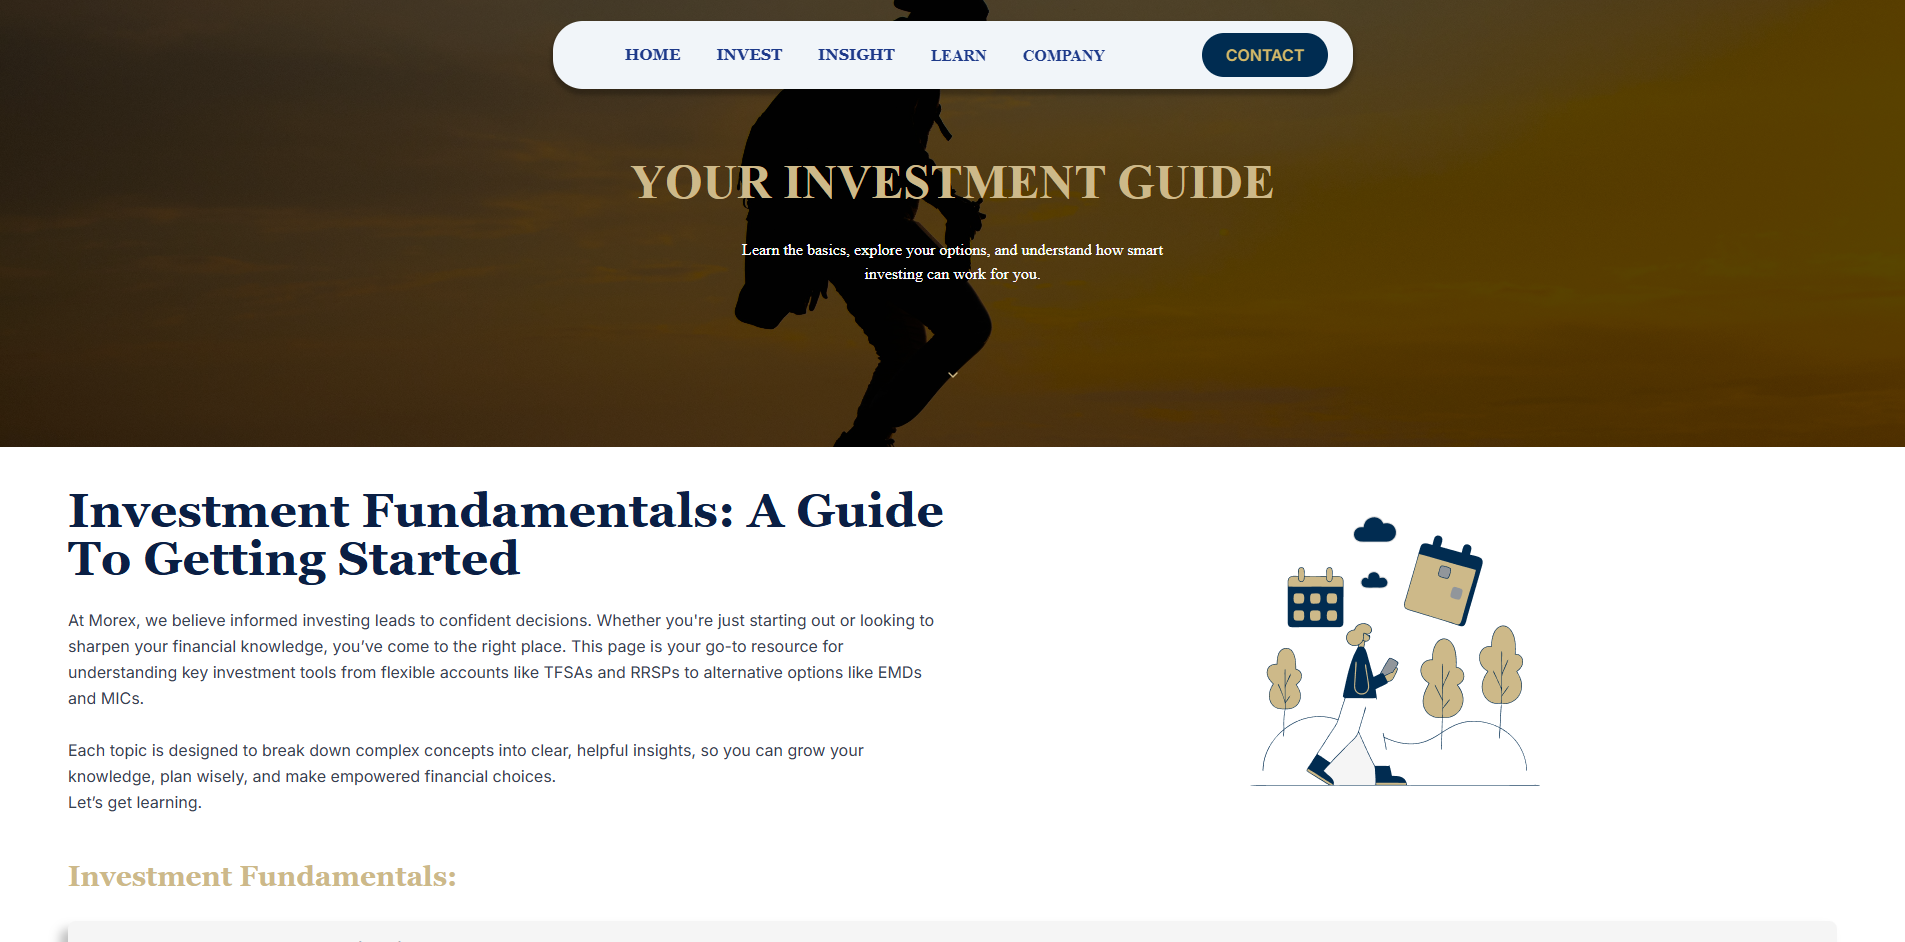 HOME INVEST INSIGHT LEARN COMPANY CONTACT
YOUR INVESTMENT GUIDE
Learn the basics, explore your options, and understand how smart
investing can work for you.
Investment Fundamentals: A Guide
To Getting Started
At Morex, we believe informed investing leads to confident decisions. Whether you're just starting out or looking to
sharpen your financial knowledge, you’ve come to the right place. This page is your go-to resource for
understanding key investment tools from flexible accounts like TFSAs and RRSPs to alternative options like EMDs
and MICs.
Each topic is designed to break down complex concepts into clear, helpful insights, so you can grow your
knowledge, plan wisely, and make empowered financial choices.
Let’s get learning.
Investment Fundamentals: